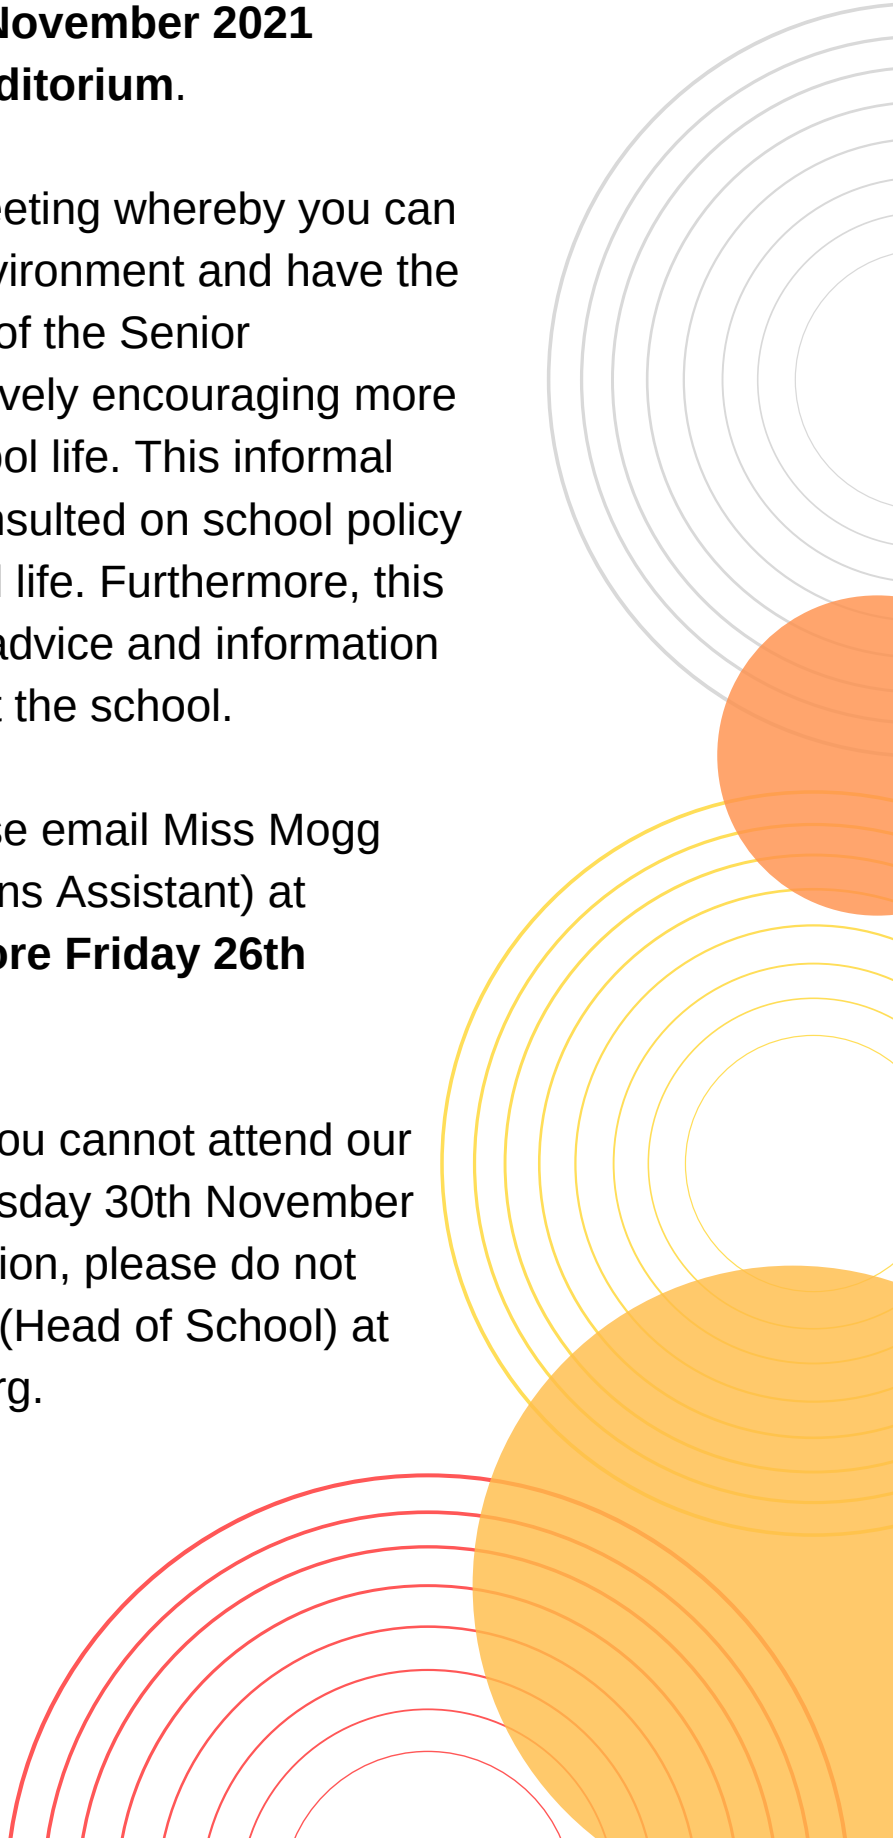 November 2021
ditorium.
eeting whereby you can
vironment and have the
of the Senior
vely encouraging more
ol life. This informal
nsulted on school policy
l life. Furthermore, this
advice and information
t the school.
se email Miss Mogg
ns Assistant) at
ore Friday 26th
ou cannot attend our
sday 30th November
ion, please do not
(Head of School) at
rg.